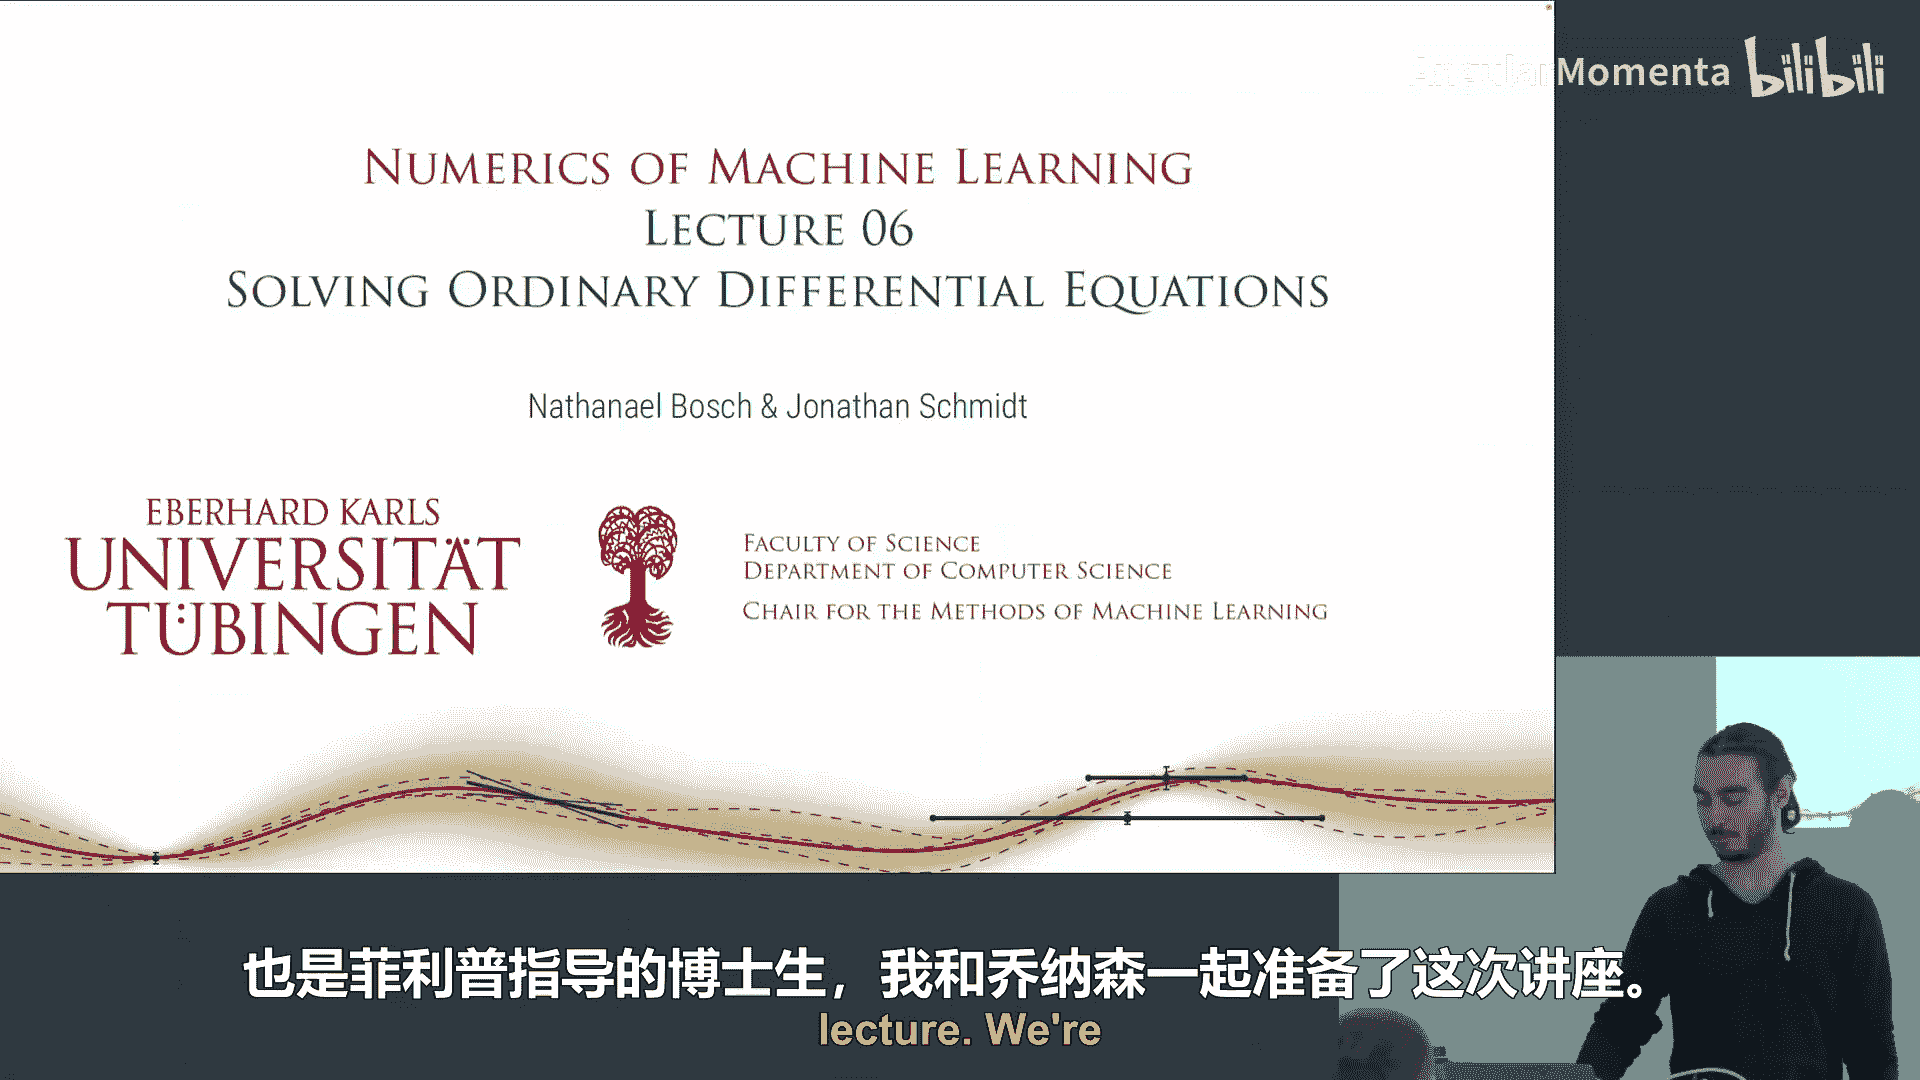 Momenta bilibili
NUMERICS OF MACHINE LEARNING
LECTURE 06
SOLVING ORDINARY DIFFERENTIAL EQUATIONS
Nathanael Bosch & Jonathan Schmidt
EBERHARD KARLS
UNIVERSITÄT
TÜBINGEN
FACULTY OF SCIENCE
DEPARTMENT OF COMPUTER SCIENCE
CHAIR FOR THE METHODS OF MACHINE LEARNING
也是菲利普指导的博士生，我和乔纳森一起准备了这次讲座。
lecture. We're